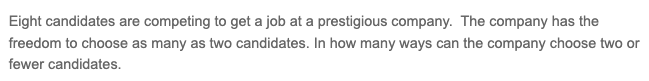 Eight candidates are competing to get a job at a prestigious company.  The company has the
freedom to choose as many as two candidates. In how many ways can the company choose two or
fewer candidates.